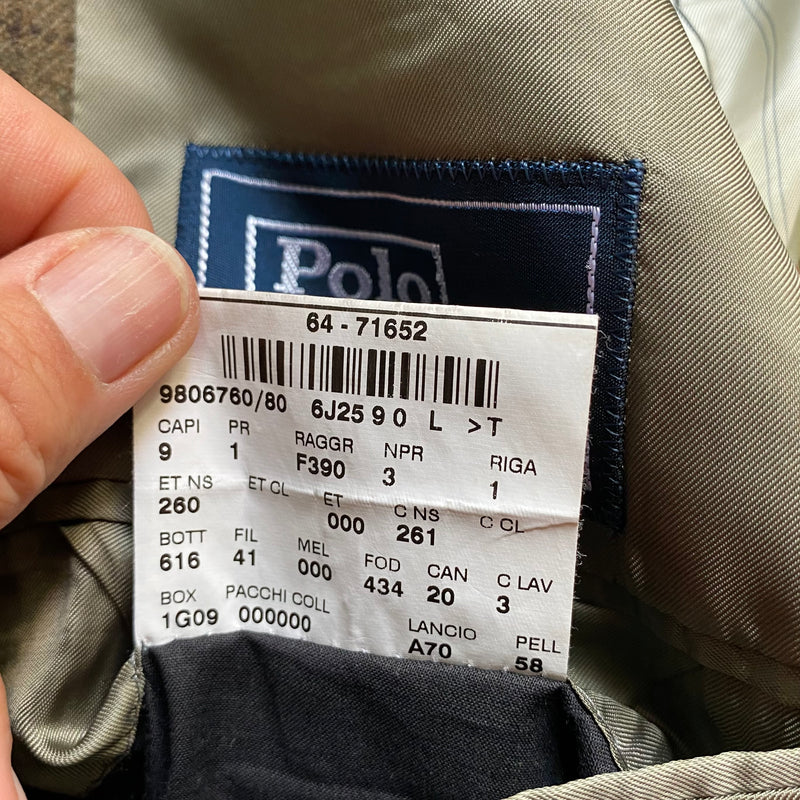 Polo
64 - 71652
9806760/80 6J25 9 0 L >T
CAPI PR RAGGR NPR RIGA
9 1 F390 3 1
ET NS ET CL ET C NS C CL
260 000 261
BOTT FIL MEL FOD CAN C LAV
616 41 000 434 20 3
BOX PACCHI COLL LANCIO PELL
1G09 000000 A70 58